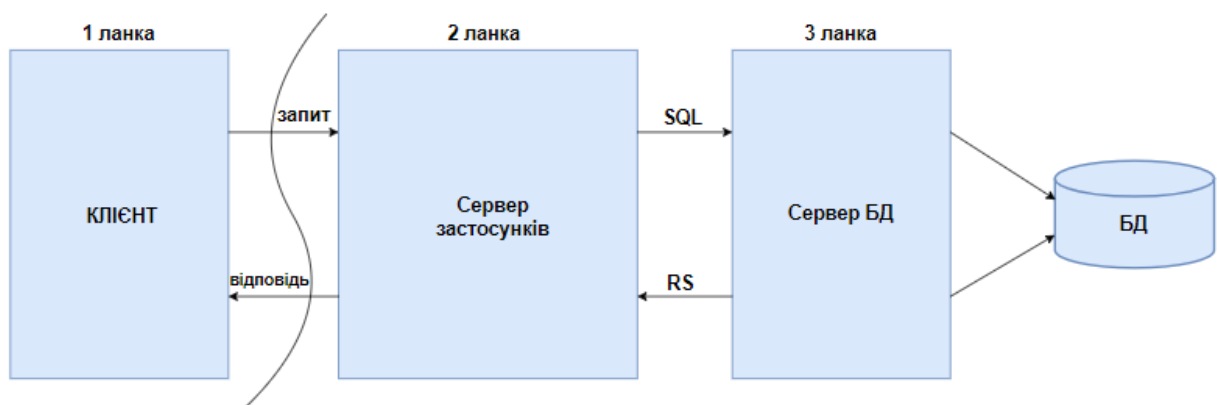 1 ланка
2 ланка
3 ланка
запит
SQL
КЛІЄНТ
Сервер
застосунків
Сервер БД
БД
відповідь
RS